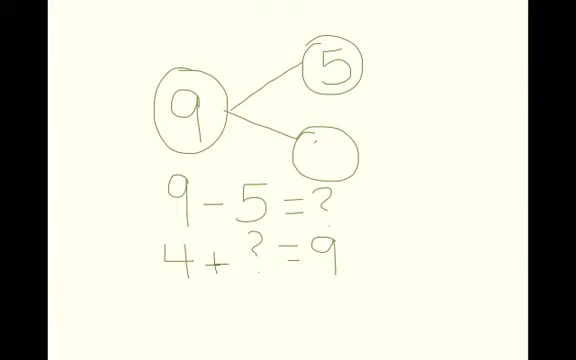 5
9
9 - 5 = ?
4 + ? = 9